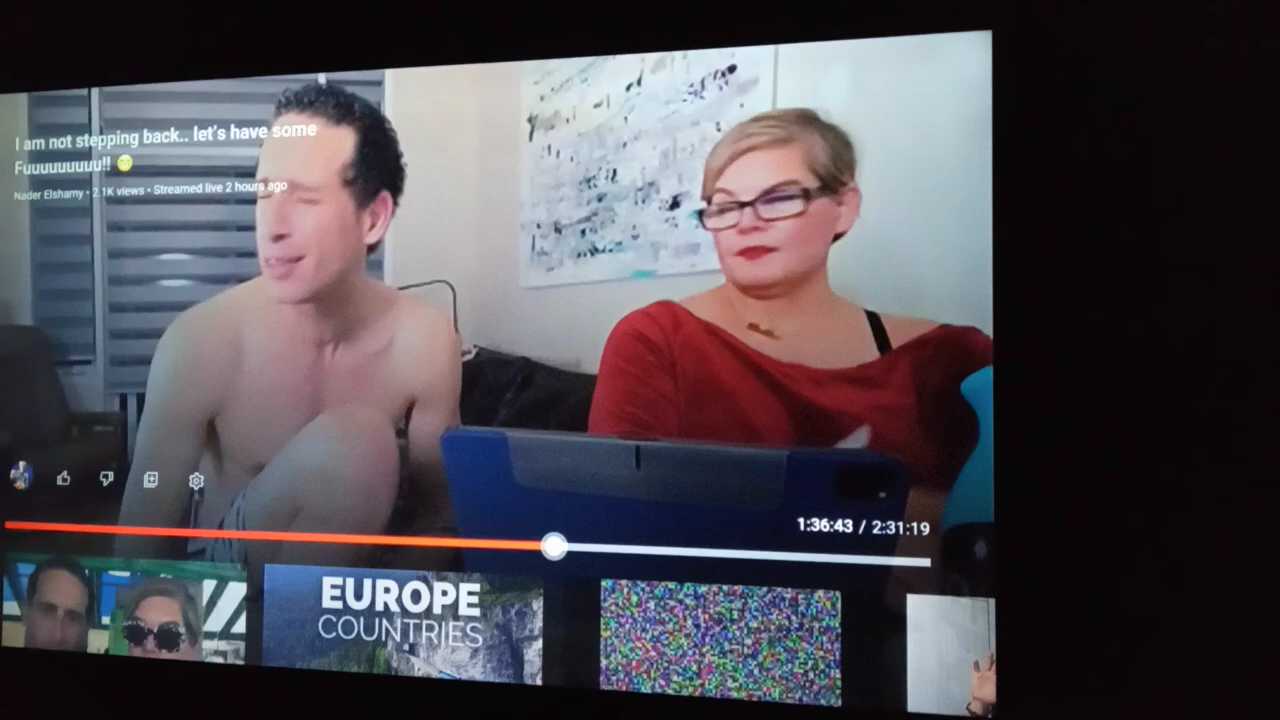 I am not stepping back.. let's have some
Fuuuuuuuuu!! 😁
Nader Elshamy • 2.1K views • Streamed live 2 hours ago
1:36:43 / 2:31:19
EUROPE
COUNTRIES